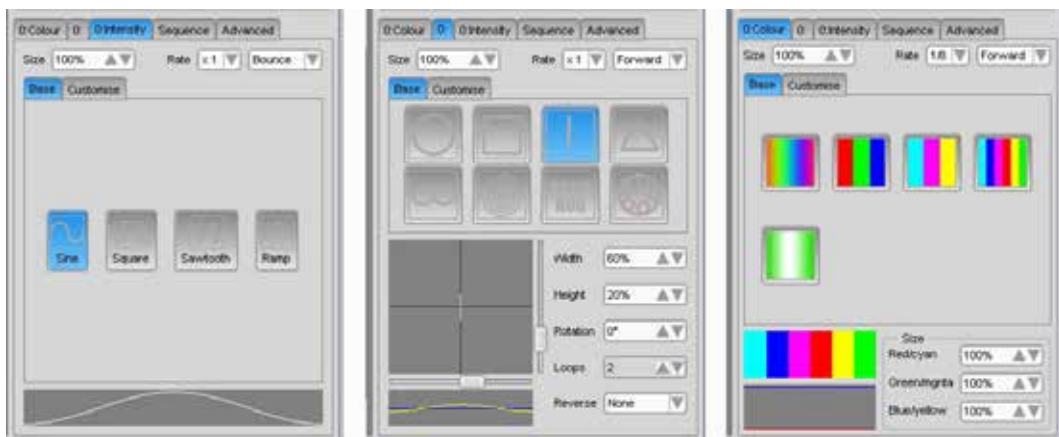 0:Colour 0: 0:Intensity Sequence Advanced
Size 100% Rate x1 Bounce
Base Customise
Sine Square Sawtooth Ramp
0:Colour 0: 0:Intensity Sequence Advanced
Size 100% Rate x1 Forward
Base Customise
Width 60%
Height 20%
Rotation 0°
Loops 2
Reverse None
0:Colour 0: 0:Intensity Sequence Advanced
Size 100% Rate 1/8 Forward
Base Customise
Size
Red/cyan 100%
Green/mgnta 100%
Blue/yellow 100%